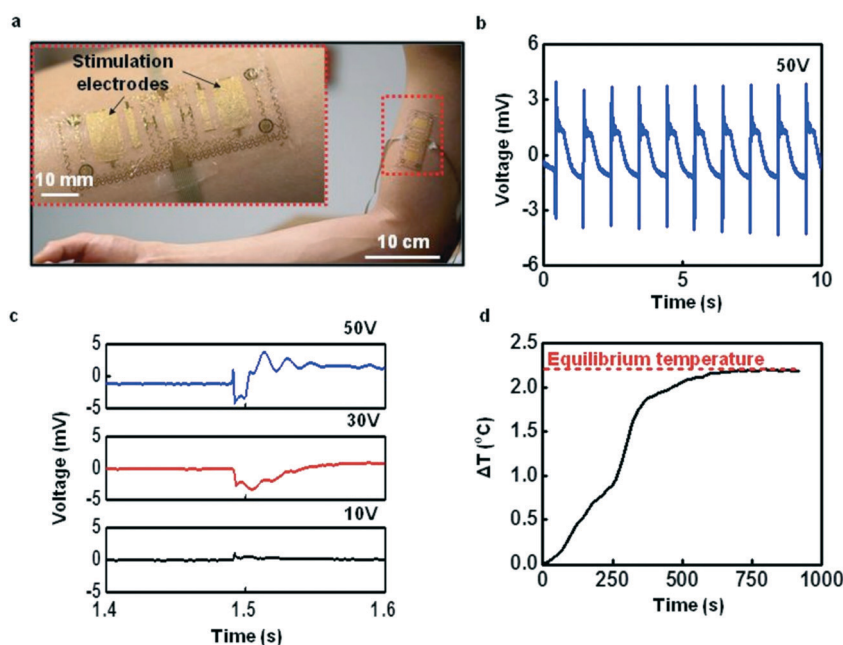 a
Stimulation
electrodes
10 mm
10 cm
b
50V
Voltage (mV)
6
3
0
-3
-6
0
5
10
Time (s)
c
50V
5
0
-5
30V
5
0
-5
10V
5
0
-5
Voltage (mV)
1.4
1.5
1.6
Time (s)
d
Equilibrium temperature
ΔT (°C)
2.5
2.0
1.5
1.0
0.5
0.0
0
250
500
750
1000
Time (s)